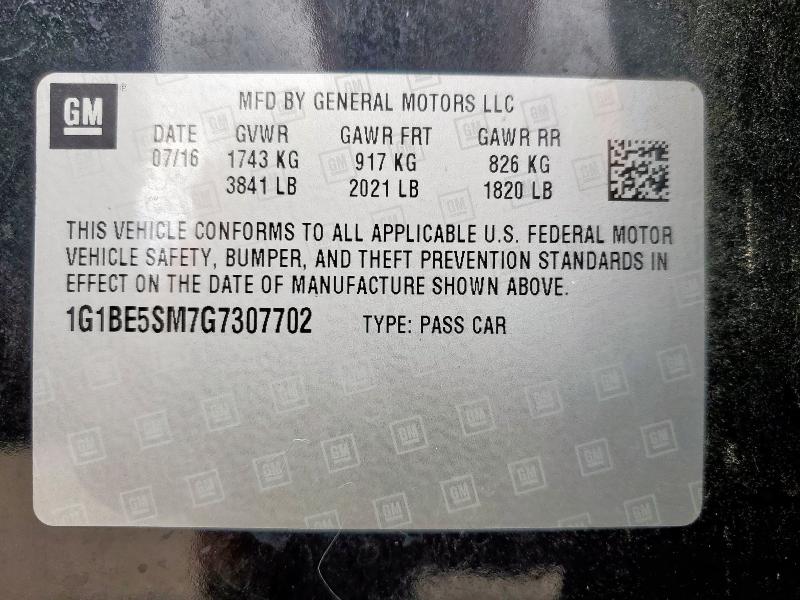 GM
MFD BY GENERAL MOTORS LLC
DATE GVWR GAWR FRT GAWR RR
07/16 1743 KG 917 KG 826 KG
3841 LB 2021 LB 1820 LB
THIS VEHICLE CONFORMS TO ALL APPLICABLE U.S. FEDERAL MOTOR
VEHICLE SAFETY, BUMPER, AND THEFT PREVENTION STANDARDS IN
EFFECT ON THE DATE OF MANUFACTURE SHOWN ABOVE.
1G1BE5SM7G7307702 TYPE: PASS CAR